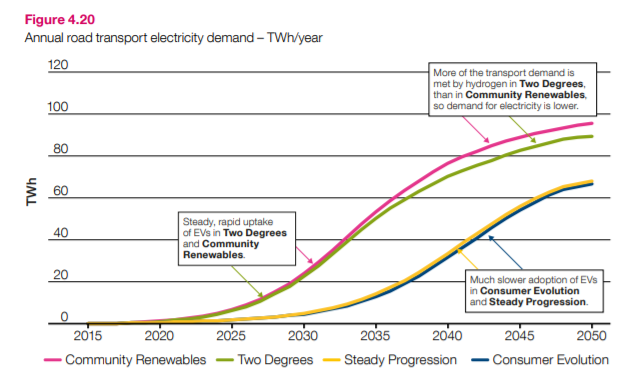 Figure 4.20
Annual road transport electricity demand – TWh/year
120
100
80
60
40
20
0
TWh
More of the transport demand is
met by hydrogen in Two Degrees,
than in Community Renewables,
so demand for electricity is lower.
Steady, rapid uptake
of EVs in Two Degrees
and Community
Renewables.
Much slower adoption of EVs
in Consumer Evolution
and Steady Progression.
2015 2020 2025 2030 2035 2040 2045 2050
Community Renewables Two Degrees Steady Progression Consumer Evolution